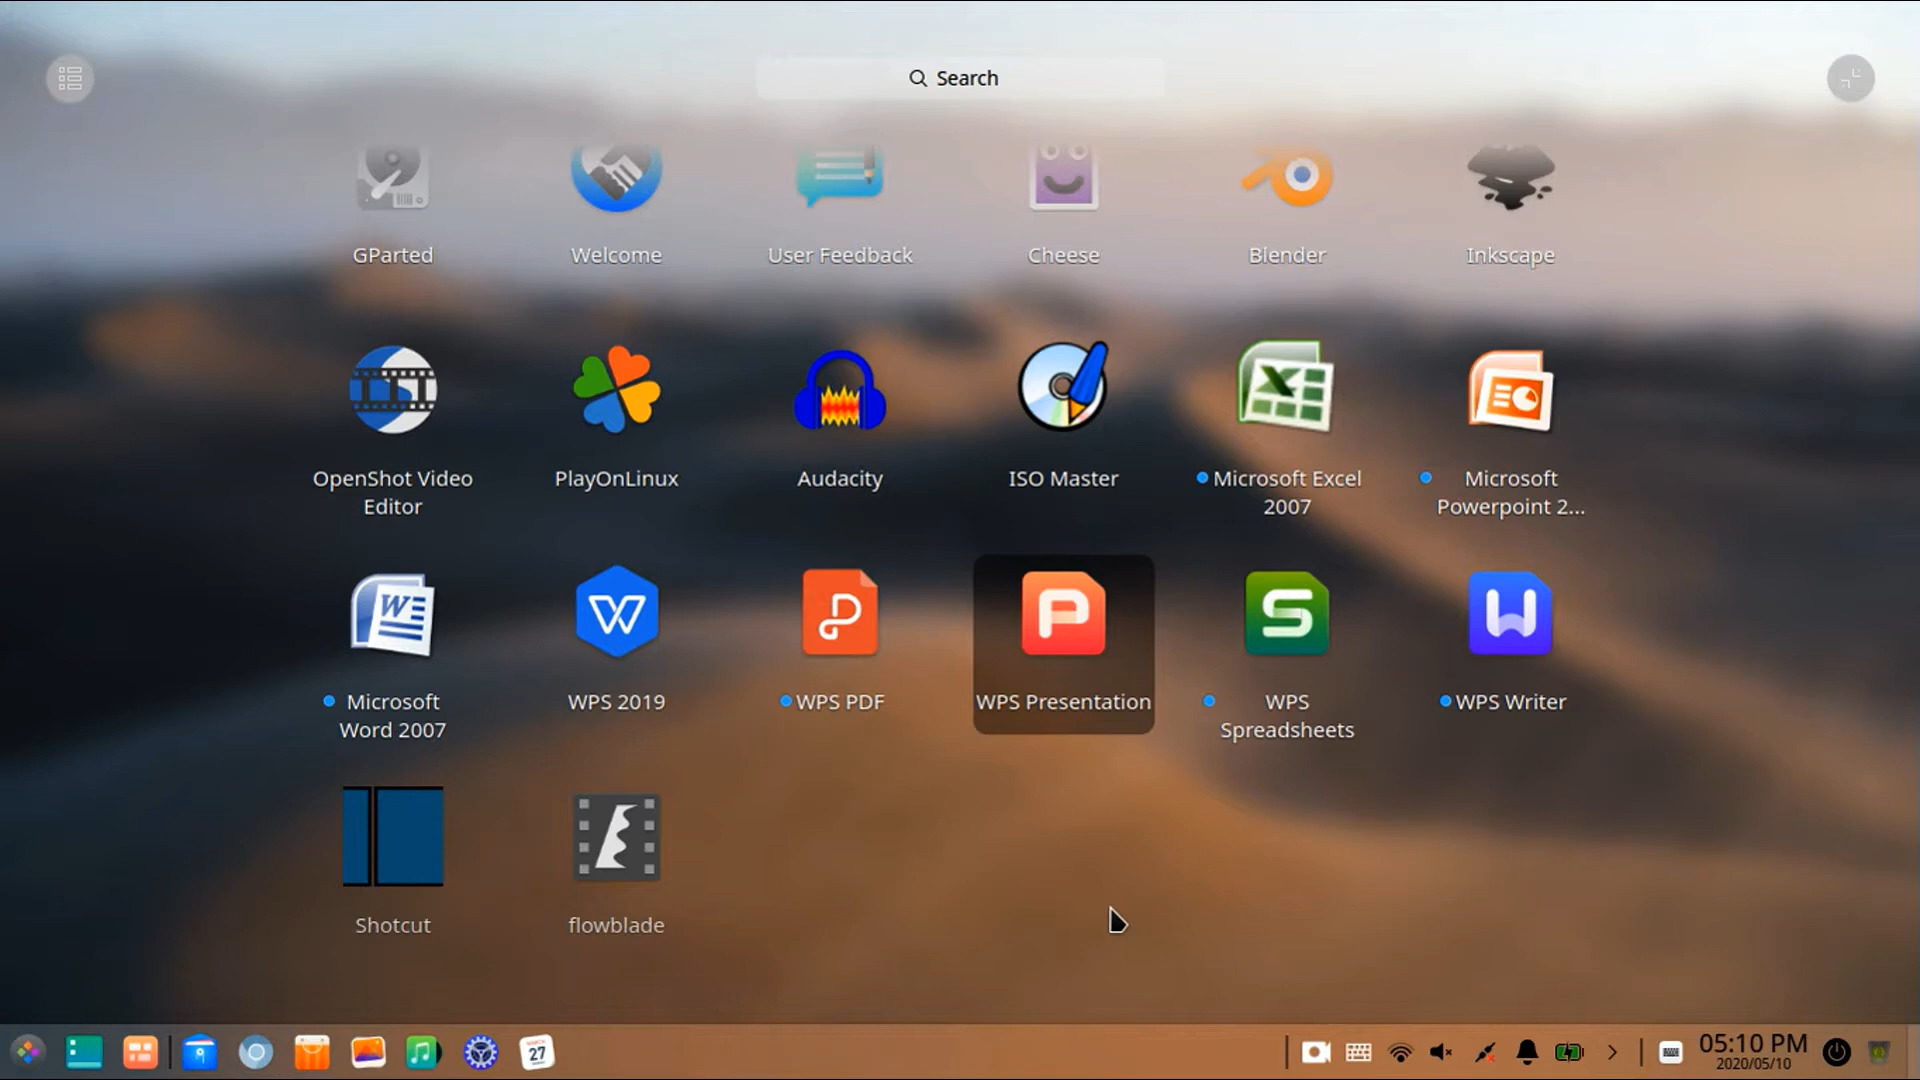 Search
GParted
Welcome
User Feedback
Cheese
Blender
Inkscape
OpenShot Video
Editor
PlayOnLinux
Audacity
ISO Master
Microsoft Excel
2007
Microsoft
Powerpoint 2...
Microsoft
Word 2007
WPS 2019
WPS PDF
WPS Presentation
WPS
Spreadsheets
WPS Writer
Shotcut
flowblade
MARCH
27
05:10 PM
2020/05/10